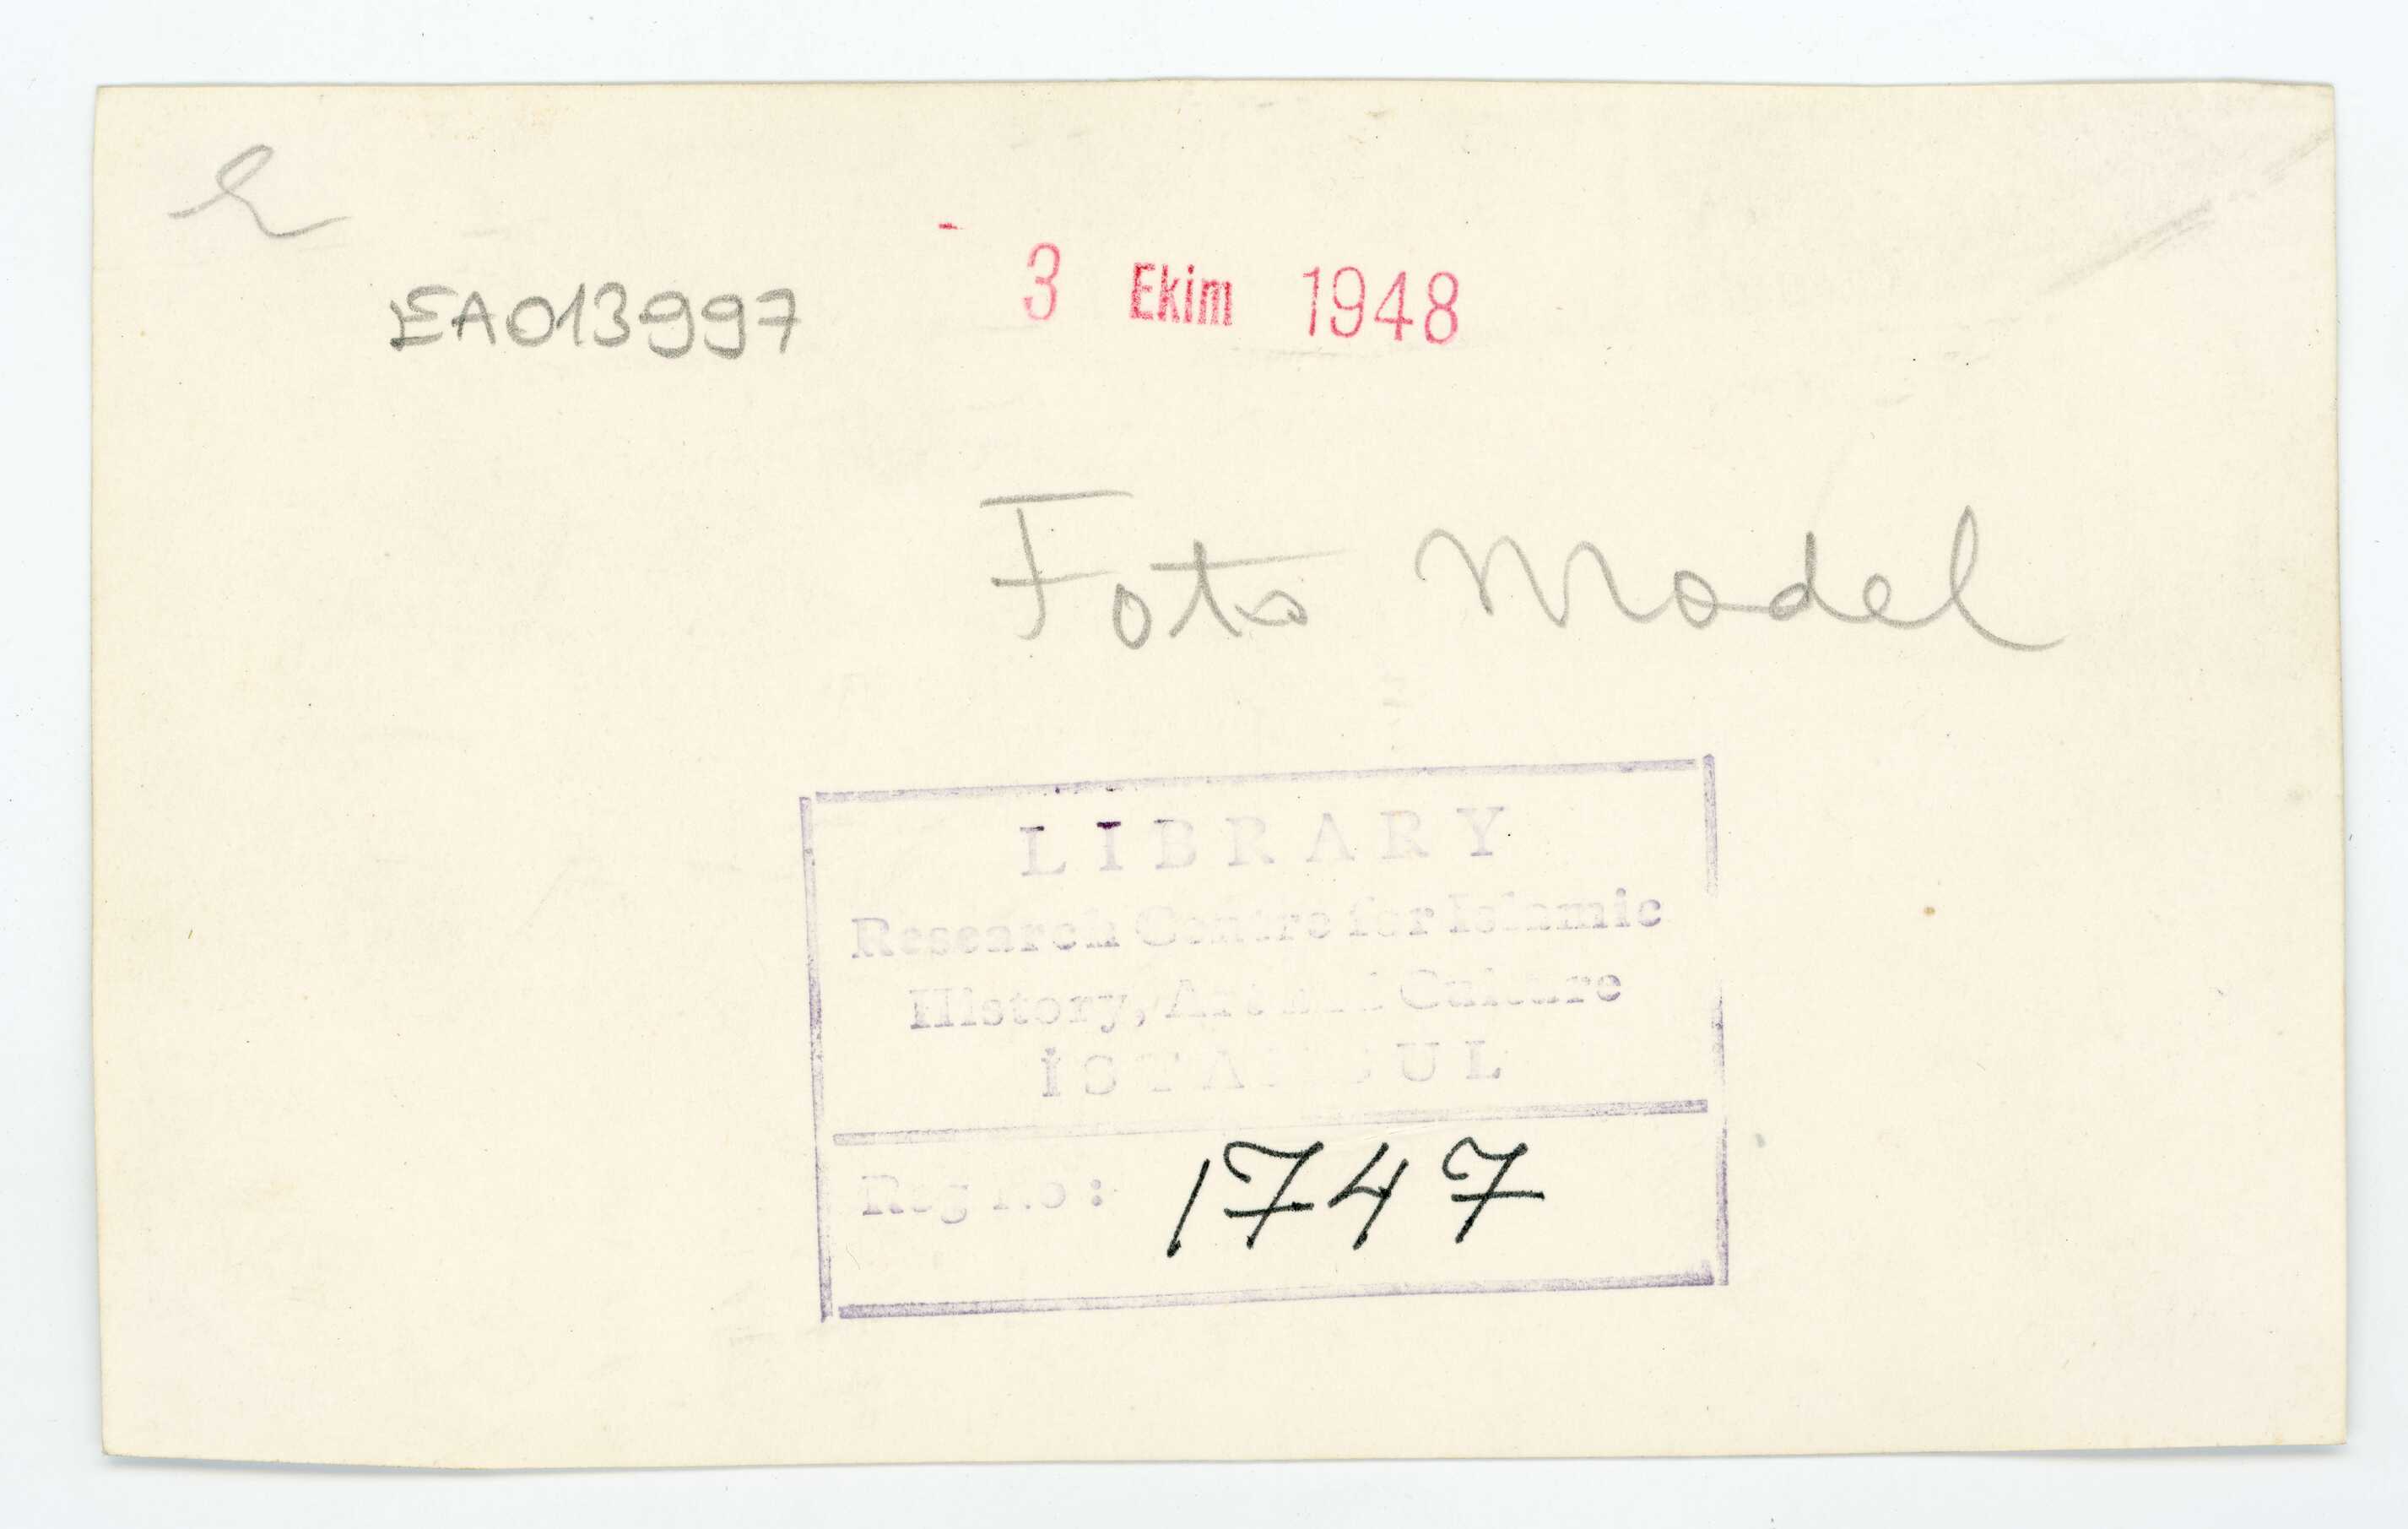 EA013997
- 3 Ekim 1948
Foto Model
LIBRARY
Research Centre for Islamic
History, Art and Culture
İSTANBUL
Reg no : 1747